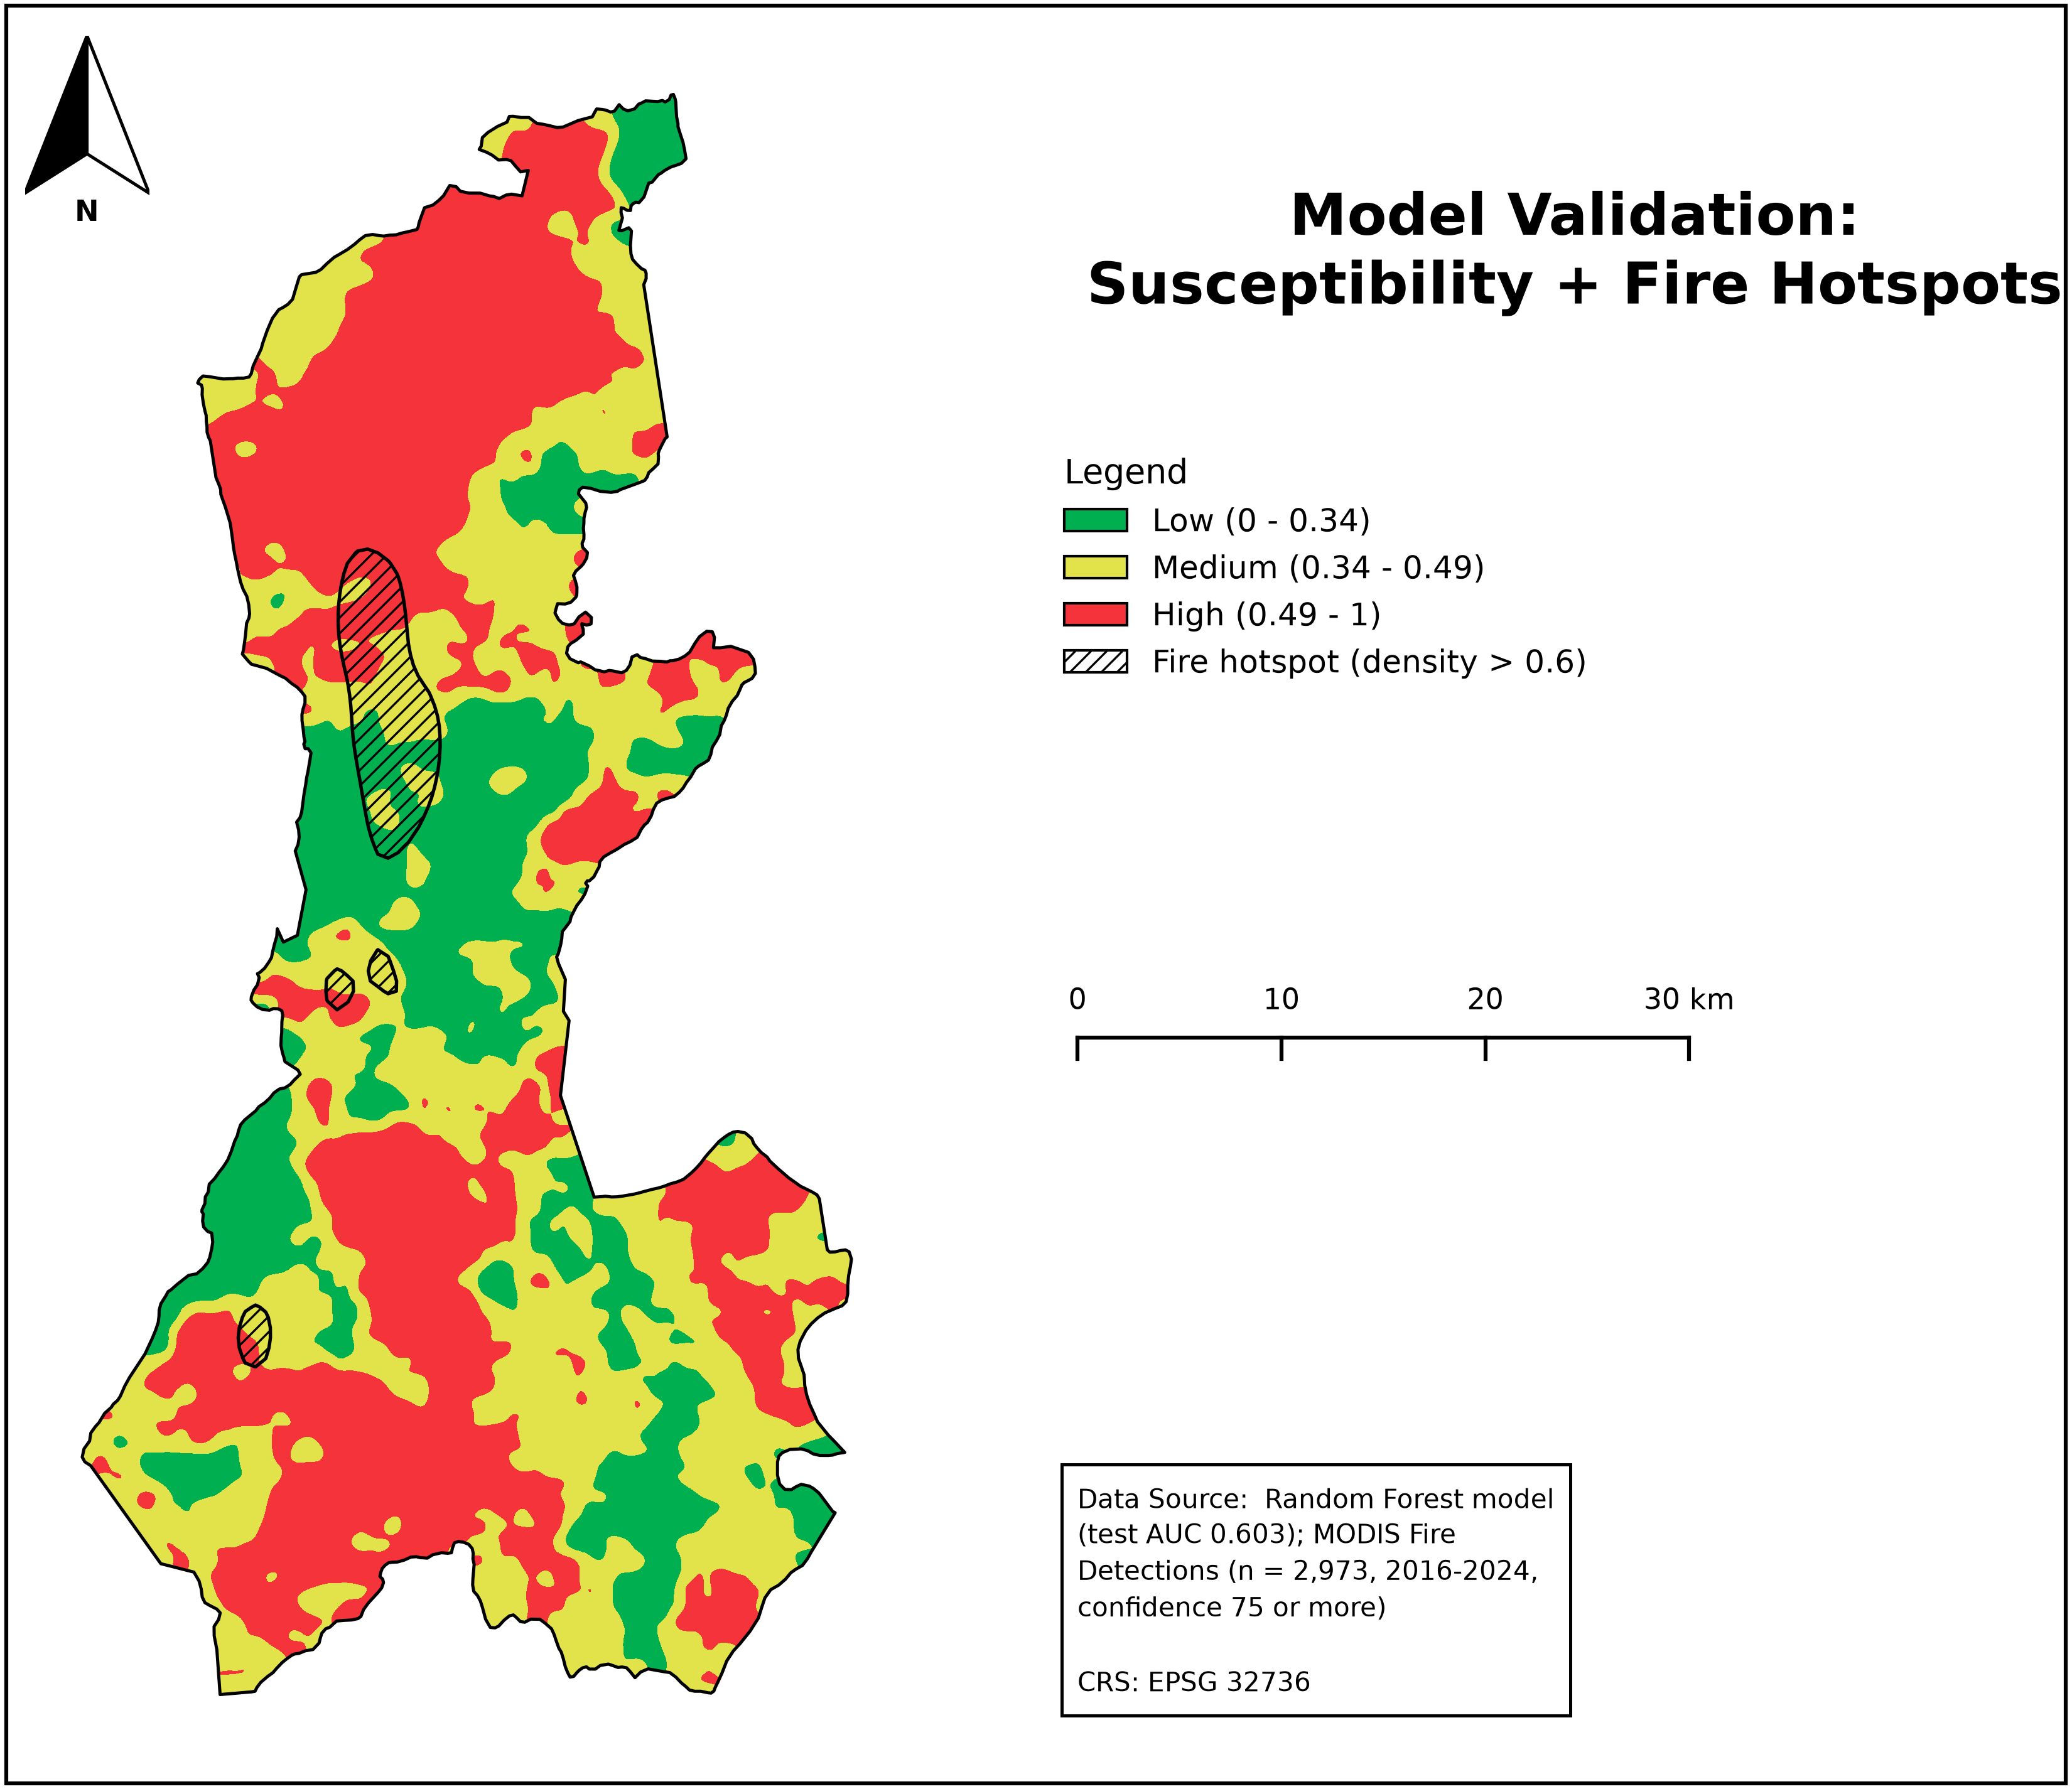 N
Model Validation:
Susceptibility + Fire Hotspots
Legend
Low (0 - 0.34)
Medium (0.34 - 0.49)
High (0.49 - 1)
Fire hotspot (density > 0.6)
0 10 20 30 km
Data Source:  Random Forest model
(test AUC 0.603); MODIS Fire
Detections (n = 2,973, 2016-2024,
confidence 75 or more)
CRS: EPSG 32736